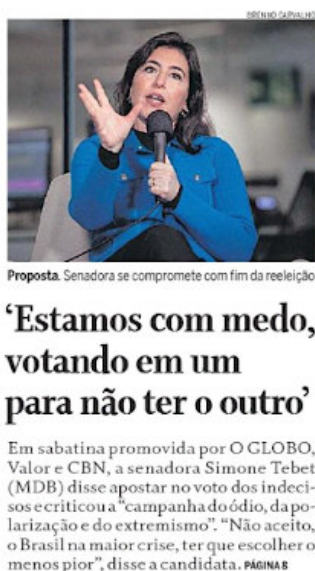 BRENNO CARVALHO
Proposta. Senadora se compromete com fim da reeleição
‘Estamos com medo,
votando em um
para não ter o outro’
Em sabatina promovida por O GLOBO,
Valor e CBN, a senadora Simone Tebet
(MDB) disse apostar no voto dos indeci-
sos e criticou a “campanha do ódio, da po-
larização e do extremismo”. “Não aceito,
o Brasil na maior crise, ter que escolher o
menos pior”, disse a candidata. PÁGINA 8